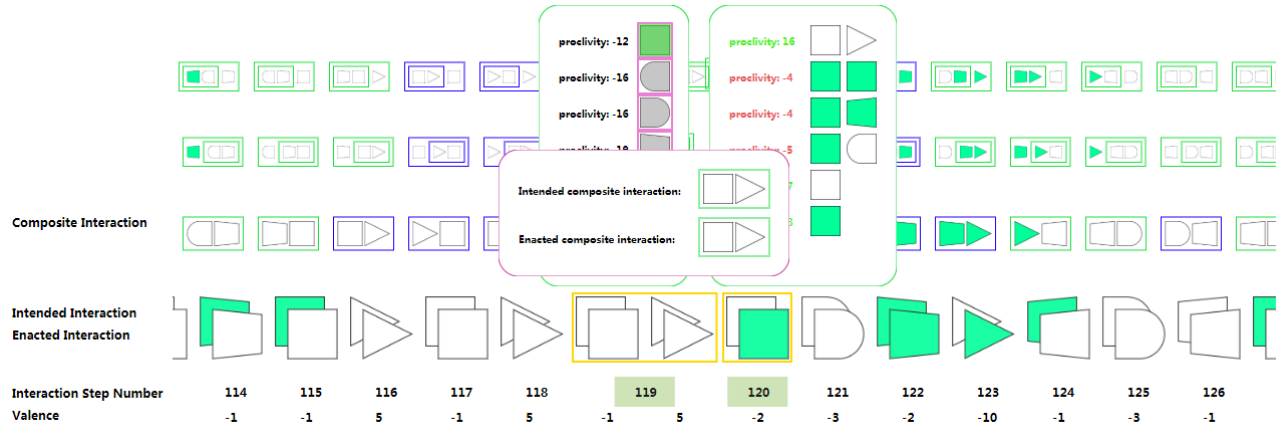 proclivity: -12
proclivity: 16
proclivity: -16
proclivity: -4
proclivity: -16
proclivity: -4
Intended composite interaction:
Composite Interaction
Enacted composite interaction:
Intended Interaction
Enacted Interaction
Interaction Step Number 114 115 116 117 118 119 120 121 122 123 124 125 126
Valence -1 -1 5 -1 5 -1 5 -2 -3 -2 -10 -1 -3 -1